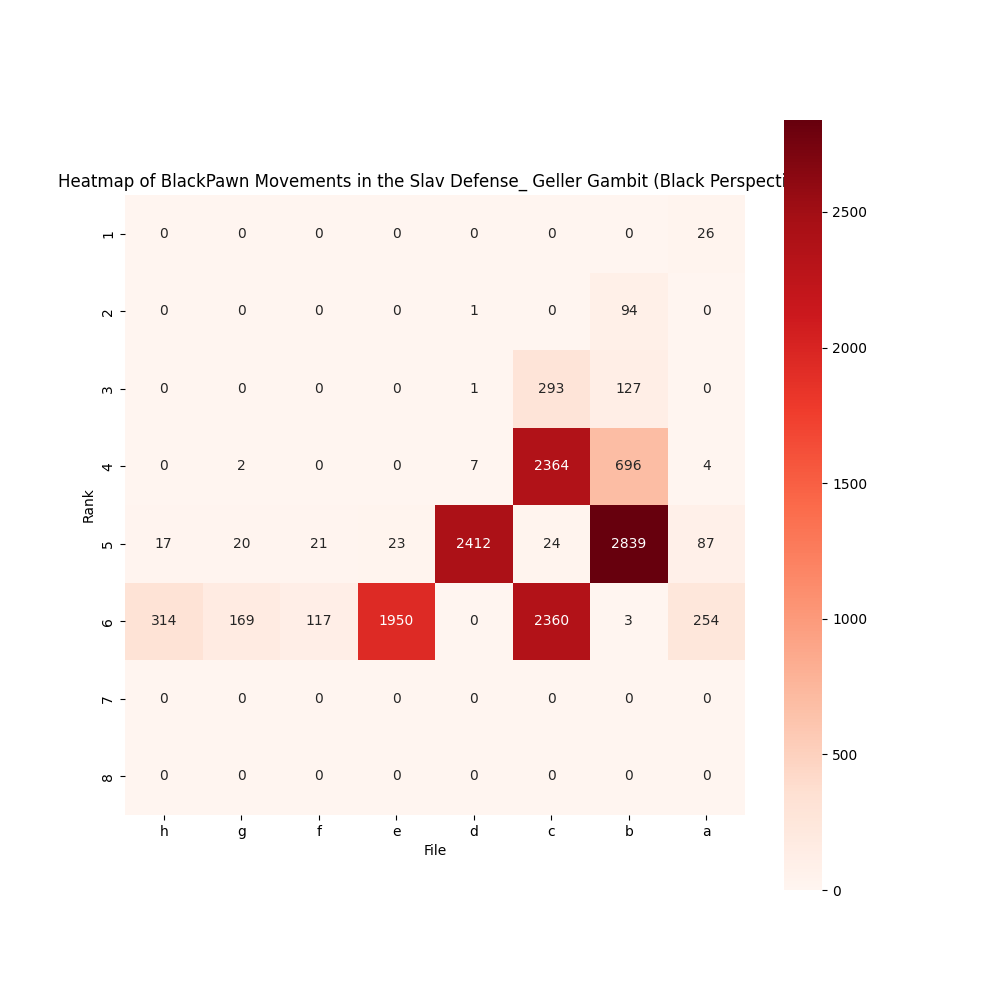 Heatmap of BlackPawn Movements in the Slav Defense_ Geller Gambit (Black Perspecti
2500
2000
1500
1000
500
0
Rank
1 0 0 0 0 0 0 0 26
2 0 0 0 0 1 0 94 0
3 0 0 0 0 1 293 127 0
4 0 2 0 0 7 2364 696 4
5 17 20 21 23 2412 24 2839 87
6 314 169 117 1950 0 2360 3 254
7 0 0 0 0 0 0 0 0
8 0 0 0 0 0 0 0 0
h g f e d c b a
File